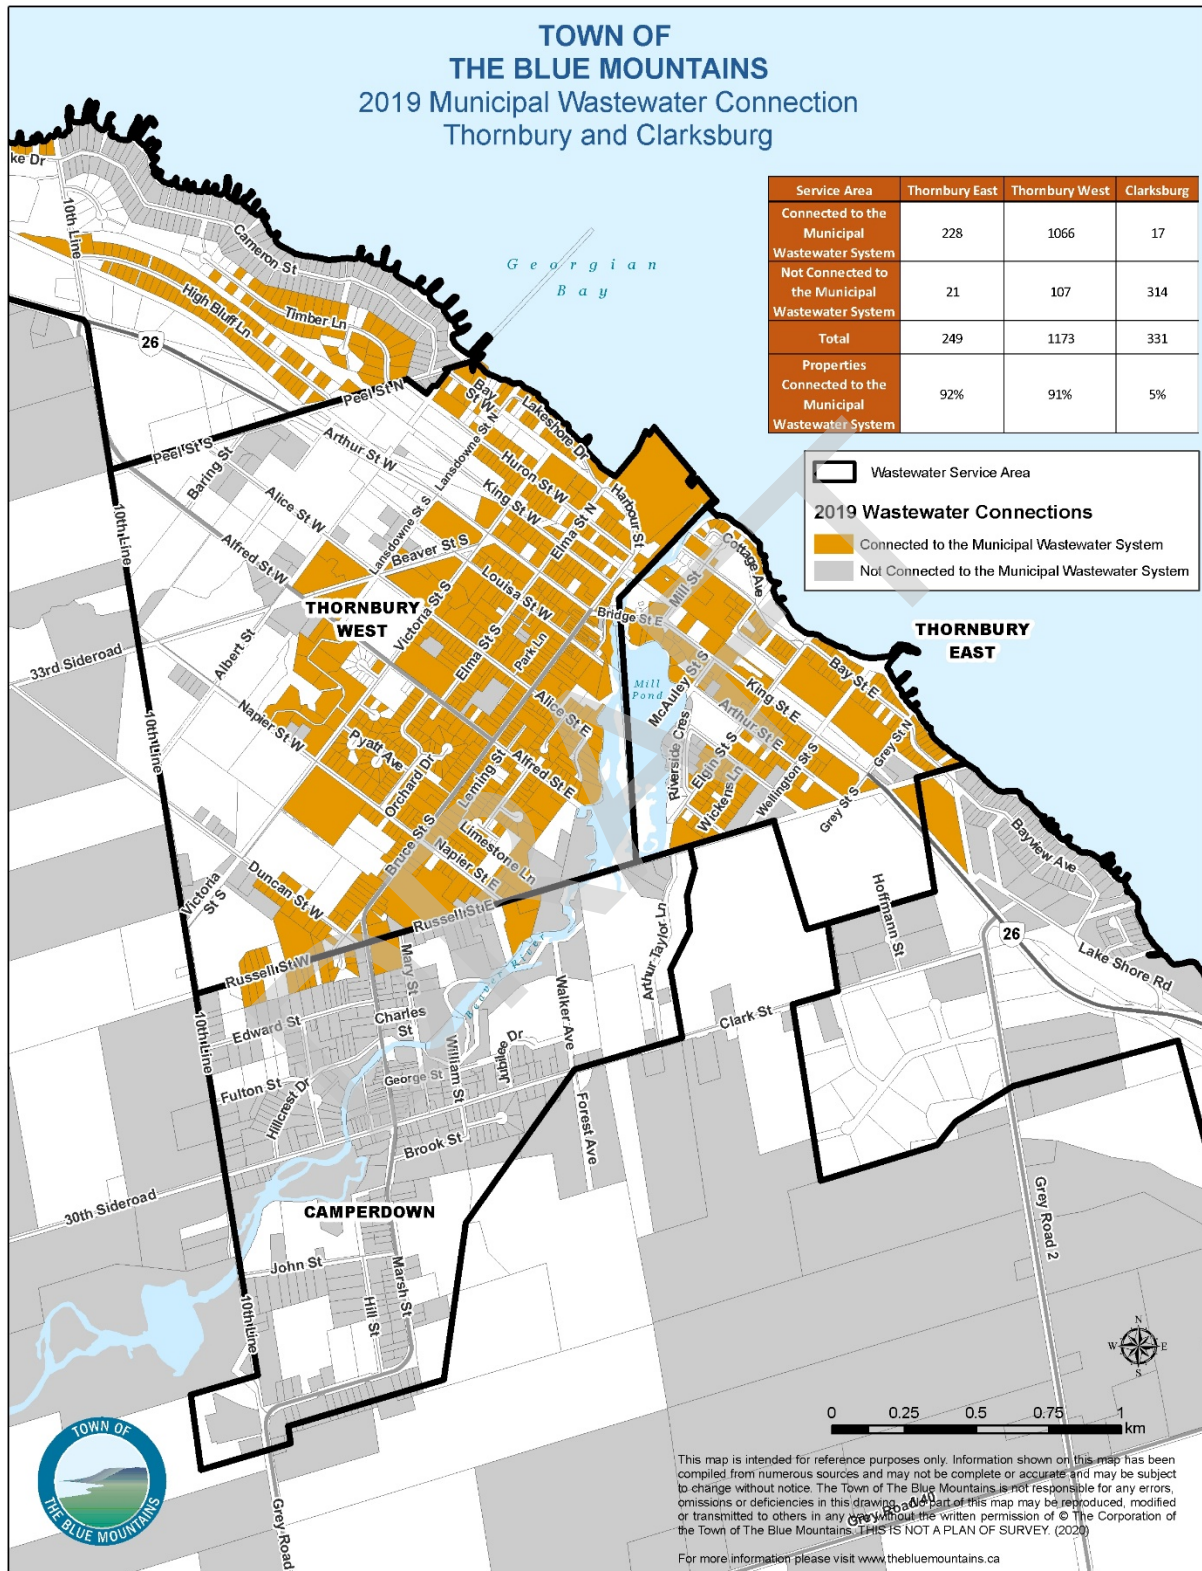 TOWN OF
THE BLUE MOUNTAINS
2019 Municipal Wastewater Connection
Thornbury and Clarksburg
Service Area Thornbury East Thornbury West Clarksburg
Connected to the Municipal Wastewater System 228 1066 17
Not Connected to the Municipal Wastewater System 21 107 314
Total 249 1173 331
Properties Connected to the Municipal Wastewater System 92% 91% 5%
Wastewater Service Area
2019 Wastewater Connections
Connected to the Municipal Wastewater System
Not Connected to the Municipal Wastewater System
Georgian
Bay
ke Dr
10th Line
Cameron St
High Bluff Ln
Timber Ln
26
Peel St N
Peel St S
Baring St
Arthur St W
Lansdowne St N
Bay St W
Lakeshore Dr
Huron St W
King St W
Elma St N
Harbour St
Alice St W
Alfred St W
Lansdowne St S
Beaver St S
Louisa St W
Victoria St S
Elma St S
Park Ln
Bridge St E
Mill St
Cottage Ave
THORNBURY
WEST
THORNBURY
EAST
10th Line
33rd Sideroad
Albert St
Napier St W
Pyatt Ave
Orchard Dr
Leming St
Alice St E
Alfred St E
Mill
Pond
McAuley St S
King St E
Arthur St E
Bay St E
Grey St N
Riverside Cres
Elgin St S
Wickens Ln
Wellington St S
Grey St S
10th Line
Limestone Ln
Bruce St S
Napier St E
Duncan St W
Victoria St S
Russell St E
Russell St W
Bayview Ave
Hoffmann St
26
Lake Shore Rd
Arthur Taylor Ln
Mary St
Beaver River
Walker Ave
Clark St
10th Line
Edward St
Charles St
William St
Jubilee Dr
George St
Fulton St
Hillcrest Dr
Brook St
Forest Ave
30th Sideroad
CAMPERDOWN
Grey Road 2
John St
Hill St
Marsh St
10th Line
N
W E
S
0 0.25 0.5 0.75 1
km
Grey Road
Grey Road 40
TOWN OF
THE BLUE MOUNTAINS
This map is intended for reference purposes only. Information shown on this map has been
compiled from numerous sources and may not be complete or accurate and may be subject
to change without notice. The Town of The Blue Mountains is not responsible for any errors,
omissions or deficiencies in this drawing. No part of this map may be reproduced, modified
or transmitted to others in any way without the written permission of © The Corporation of
the Town of The Blue Mountains. THIS IS NOT A PLAN OF SURVEY. (2020)
For more information please visit www.thebluemountains.ca
DRAFT